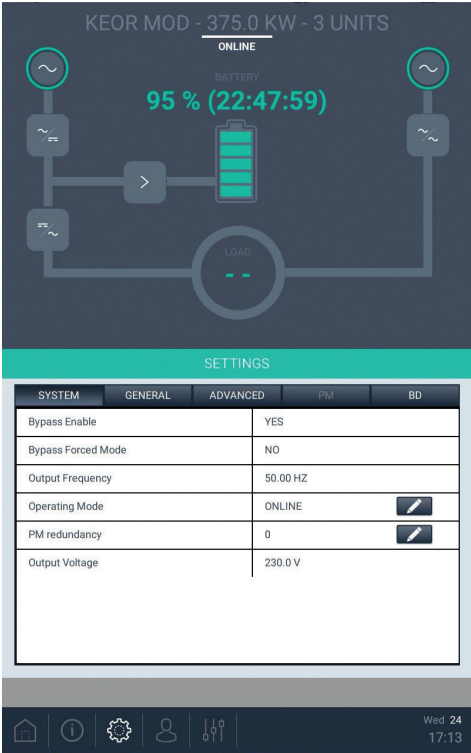 KEOR MOD - 375.0 KW - 3 UNITS
ONLINE
BATTERY
95 % (22:47:59)
LOAD
- -
SETTINGS
SYSTEM GENERAL ADVANCED PM BD
Bypass Enable YES
Bypass Forced Mode NO
Output Frequency 50.00 HZ
Operating Mode ONLINE
PM redundancy 0
Output Voltage 230.0 V
Wed 24
17:13